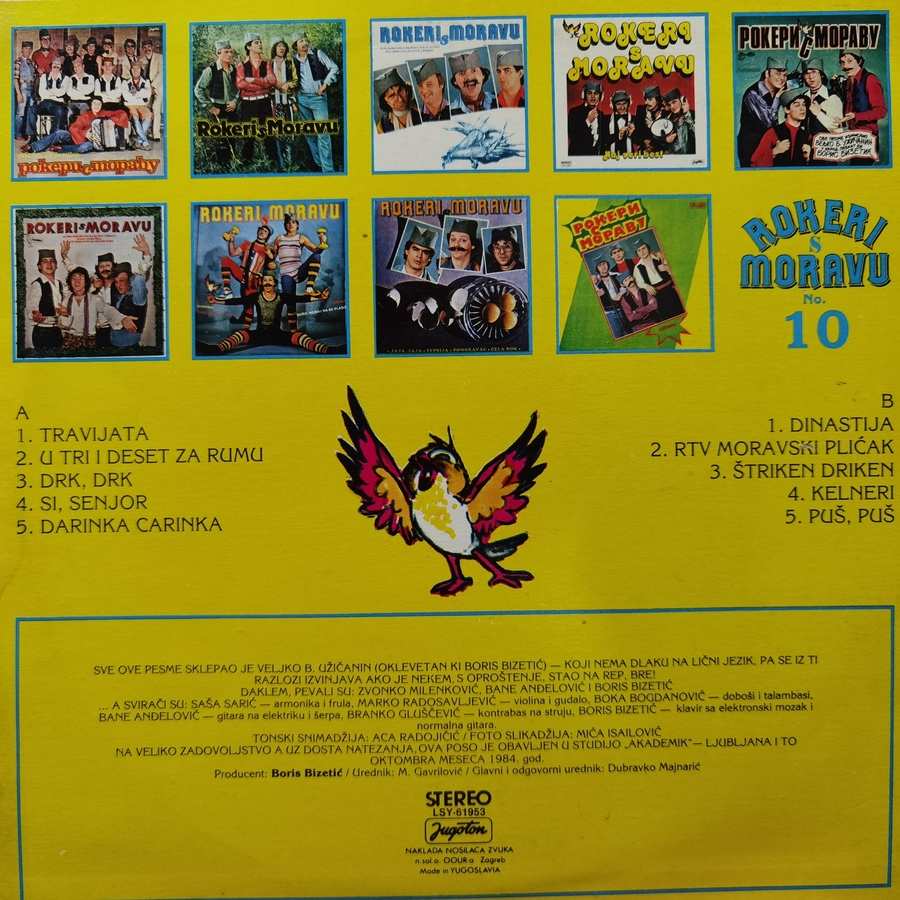 рокери с мораву
Rokeri s Moravu
ROKERI S MORAVU
ROKERI
S
MORAVU
Naj, veri best
РОКЕРИ С МОРАВУ
ROKERI S MORAVU
ROKERI S MORAVU
ROKERI S MORAVU
РОКЕРИ
С
МОРАВУ
ROKERI
S
MORAVU
No.
10
A
1. TRAVIJATA
2. U TRI I DESET ZA RUMU
3. DRK, DRK
4. SI, SENJOR
5. DARINKA CARINKA
B
1. DINASTIJA
2. RTV MORAVSKI PLIĆAK
3. ŠTRIKEN DRIKEN
4. KELNERI
5. PUŠ, PUŠ
SVE OVE PESME SKLEPAO JE VELJKO B. UŽIČANIN (OKLEVETAN KI BORIS BIZETIĆ) — KOJI NEMA DLAKU NA LIČNI JEZIK, PA SE IZ TI
RAZLOZI IZVINJAVA AKO JE NEKEM, S OPROŠTENJE, STAO NA REP, BRE!
DAKLEM, PEVALI SU: ZVONKO MILENKOVIĆ, BANE ANĐELOVIĆ I BORIS BIZETIĆ
... A SVIRAČI SU: SAŠA SARIĆ — armonika i frula, MARKO RADOSAVLJEVIĆ — violina i gudalo, BOKA BOGDANOVIĆ — doboši i talambasi,
BANE ANĐELOVIĆ — gitara na elektriku i šerpa, BRANKO GLUŠČEVIĆ — kontrabas na struju, BORIS BIZETIĆ — klavir sa elektronski mozak i
normalna gitara.
TONSKI SNIMADŽIJA: ACA RADOJIČIĆ / FOTO SLIKADŽIJA: MIĆA ISAILOVIĆ
NA VELIKO ZADOVOLJSTVO A UZ DOSTA NATEZANJA, OVA POSO JE OBAVLJEN U STUDIJO „AKADEMIK" — LJUBLJANA I TO
OKTOMBRA MESECA 1984. god.
Producent: Boris Bizetić / Urednik: M. Gavrilović / Glavni i odgovorni urednik: Dubravko Majnarić
STEREO
LSY-61953
Jugoton
NAKLADA NOSILACA ZVUKA
n.sol.o. DOUR a Zagreb
Made in YUGOSLAVIA